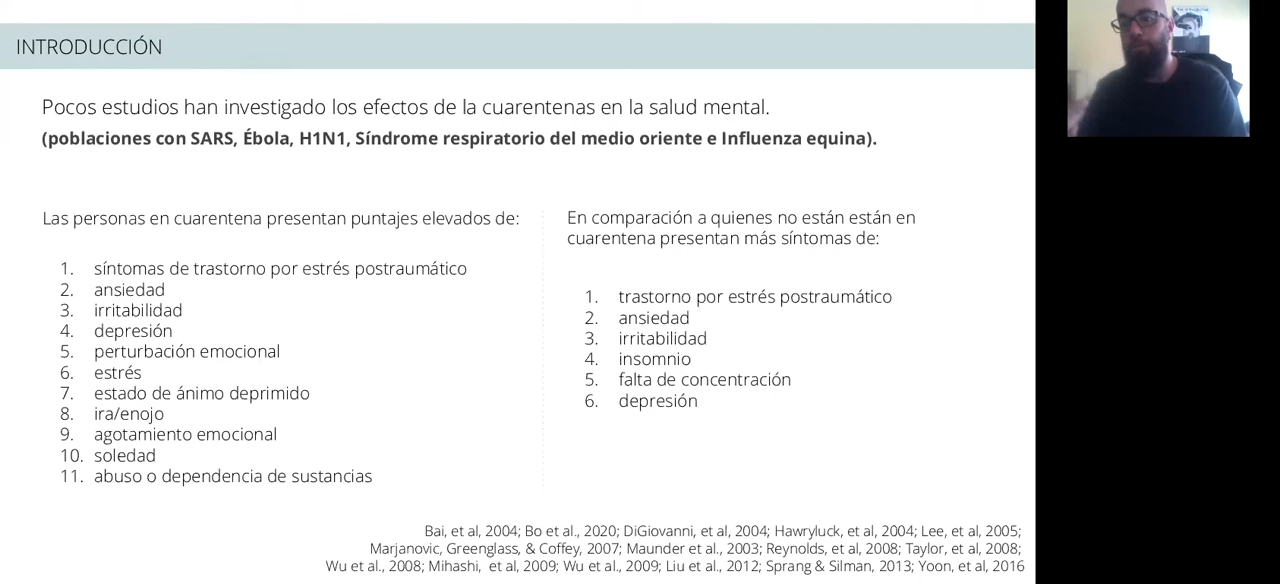 INTRODUCCIÓN
Pocos estudios han investigado los efectos de la cuarentenas en la salud mental.
(poblaciones con SARS, Ébola, H1N1, Síndrome respiratorio del medio oriente e Influenza equina).
Las personas en cuarentena presentan puntajes elevados de:
1. síntomas de trastorno por estrés postraumático
2. ansiedad
3. irritabilidad
4. depresión
5. perturbación emocional
6. estrés
7. estado de ánimo deprimido
8. ira/enojo
9. agotamiento emocional
10. soledad
11. abuso o dependencia de sustancias
En comparación a quienes no están están en
cuarentena presentan más síntomas de:
1. trastorno por estrés postraumático
2. ansiedad
3. irritabilidad
4. insomnio
5. falta de concentración
6. depresión
Bai, et al, 2004; Bo et al., 2020; DiGiovanni, et al, 2004; Hawryluck, et al, 2004; Lee, et al, 2005;
Marjanovic, Greenglass, & Coffey, 2007; Maunder et al., 2003; Reynolds, et al, 2008; Taylor, et al, 2008;
Wu et al., 2008; Mihashi, et al, 2009; Wu et al., 2009; Liu et al., 2012; Sprang & Silman, 2013; Yoon, et al, 2016